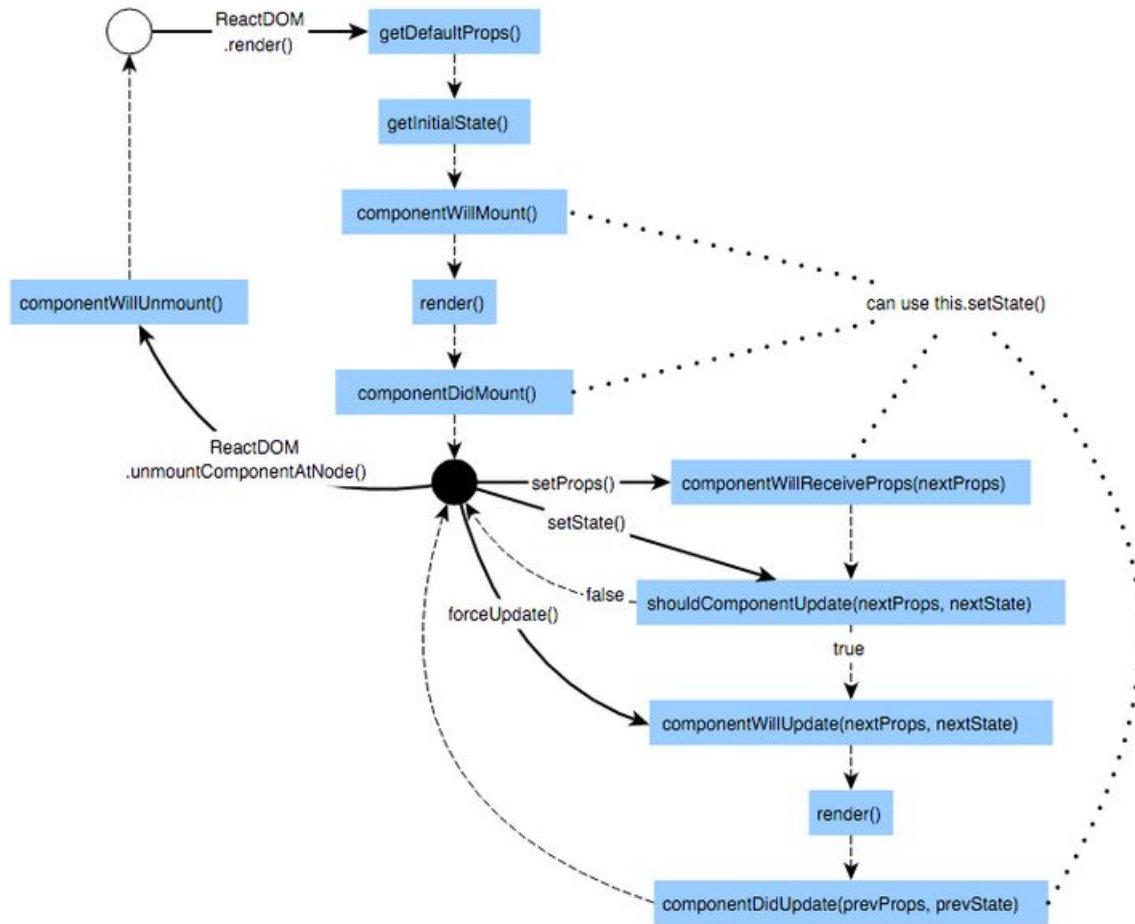 ReactDOM
.render()
getDefaultProps()
getInitialState()
componentWillMount()
componentWillUnmount()
render()
can use this.setState()
componentDidMount()
ReactDOM
.unmountComponentAtNode()
setProps()
componentWillReceiveProps(nextProps)
setState()
false
shouldComponentUpdate(nextProps, nextState)
forceUpdate()
true
componentWillUpdate(nextProps, nextState)
render()
componentDidUpdate(prevProps, prevState)